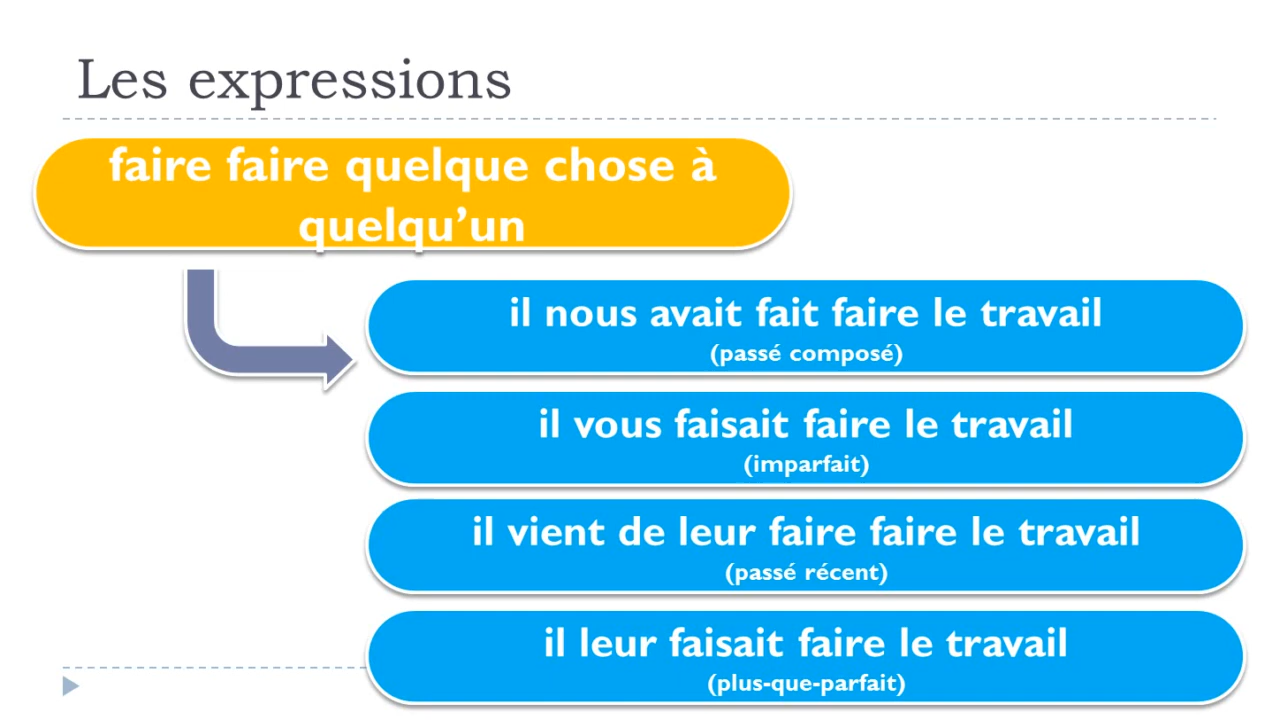 Les expressions
faire faire quelque chose à
quelqu’un
il nous avait fait faire le travail
(passé composé)
il vous faisait faire le travail
(imparfait)
il vient de leur faire faire le travail
(passé récent)
il leur faisait faire le travail
(plus-que-parfait)